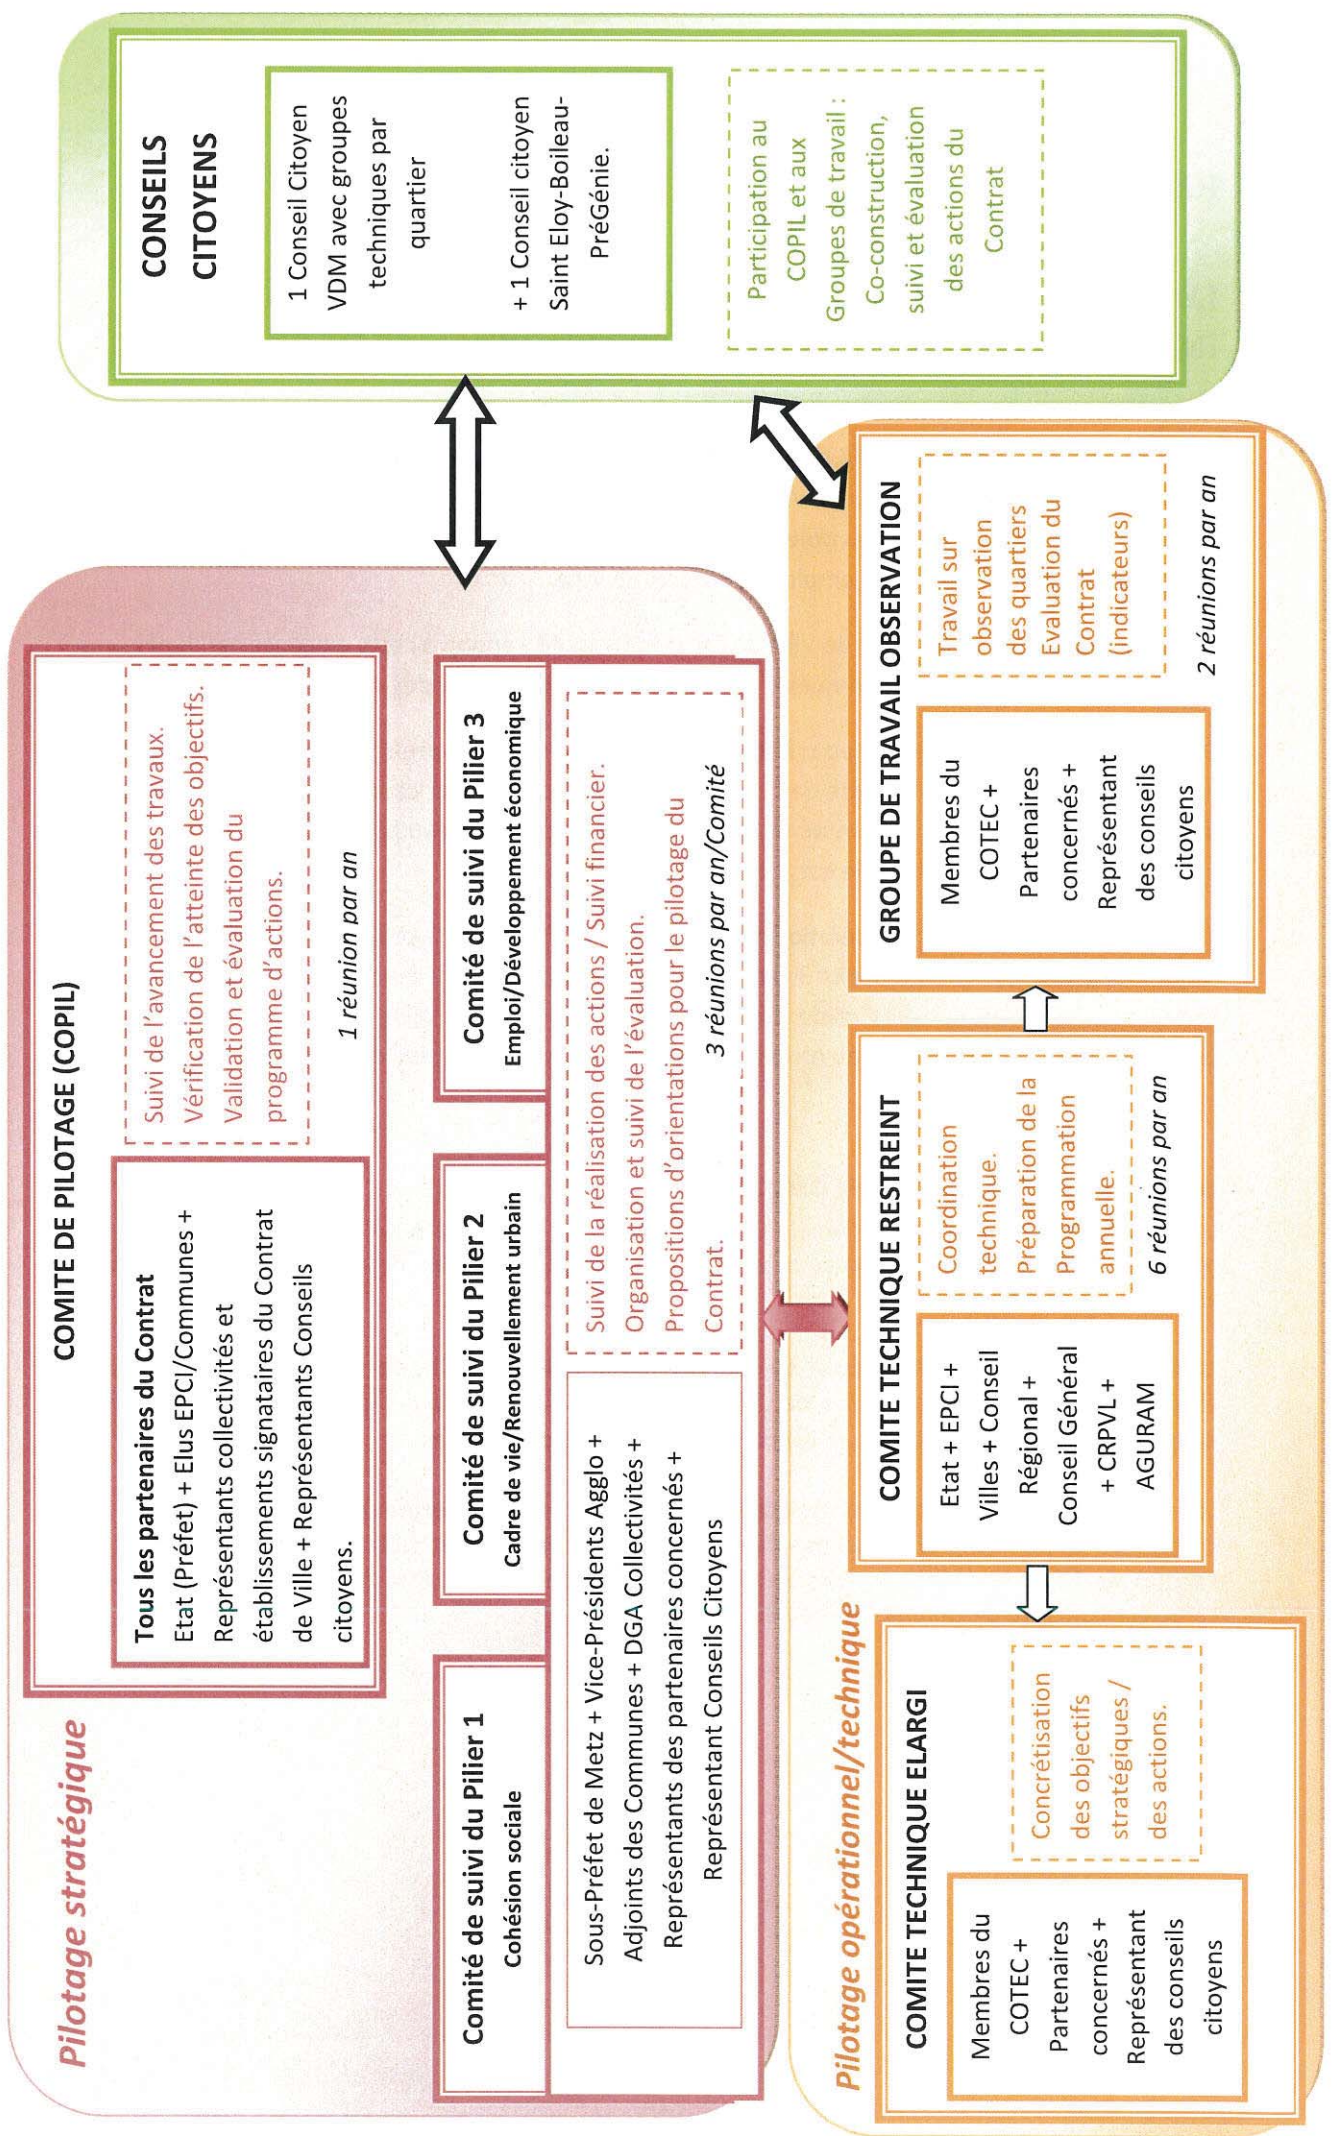 Pilotage stratégique
COMITE DE PILOTAGE (COPIL)
Tous les partenaires du Contrat
Etat (Préfet) + Elus EPCI/Communes +
Représentants collectivités et
établissements signataires du Contrat
de Ville + Représentants Conseils
citoyens.
Suivi de l'avancement des travaux.
Vérification de l'atteinte des objectifs.
Validation et évaluation du
programme d'actions.
1 réunion par an
Comité de suivi du Pilier 1
Cohésion sociale
Comité de suivi du Pilier 2
Cadre de vie/Renouvellement urbain
Comité de suivi du Pilier 3
Emploi/Développement économique
Sous-Préfet de Metz + Vice-Présidents Agglo +
Adjoints des Communes + DGA Collectivités +
Représentants des partenaires concernés +
Représentant Conseils Citoyens
Suivi de la réalisation des actions / Suivi financier.
Organisation et suivi de l'évaluation.
Propositions d'orientations pour le pilotage du
Contrat.
3 réunions par an/Comité
Pilotage opérationnel/technique
COMITE TECHNIQUE ELARGI
Membres du
COTEC +
Partenaires
concernés +
Représentant
des conseils
citoyens
Concrétisation
des objectifs
stratégiques /
des actions.
COMITE TECHNIQUE RESTREINT
Etat + EPCI +
Villes + Conseil
Régional +
Conseil Général
+ CRPVL +
AGURAM
Coordination
technique.
Préparation de la
Programmation
annuelle.
6 réunions par an
GROUPE DE TRAVAIL OBSERVATION
Membres du
COTEC +
Partenaires
concernés +
Représentant
des conseils
citoyens
Travail sur
observation
des quartiers
Evaluation du
Contrat
(indicateurs)
2 réunions par an
CONSEILS
CITOYENS
1 Conseil Citoyen
VDM avec groupes
techniques par
quartier
+ 1 Conseil citoyen
Saint Eloy-Boileau-
PréGénie.
Participation au
COPIL et aux
Groupes de travail :
Co-construction,
suivi et évaluation
des actions du
Contrat